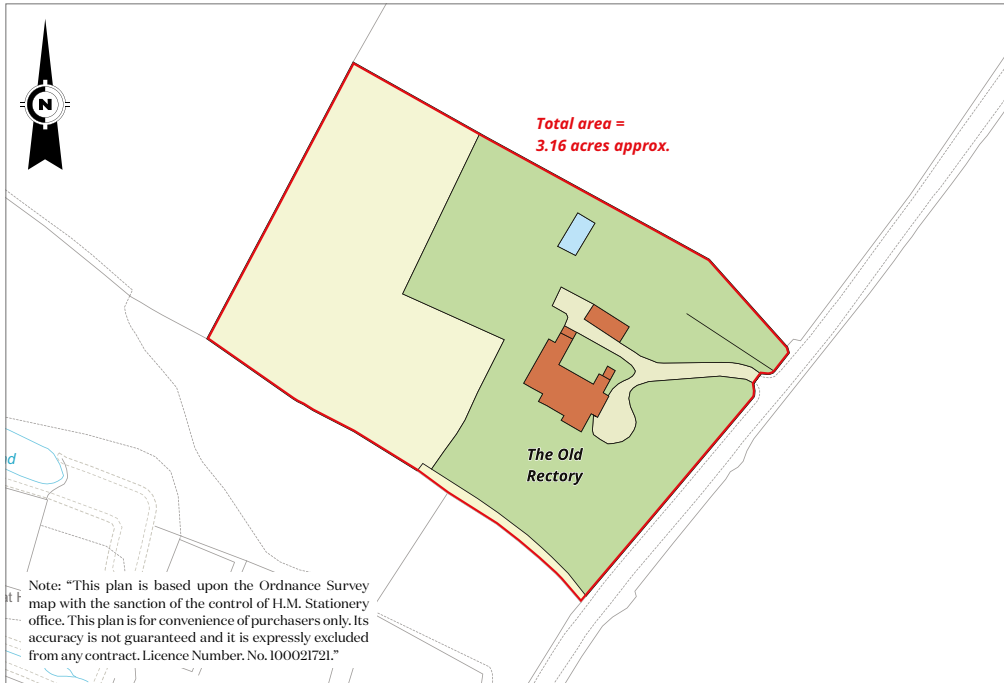 N
Total area =
3.16 acres approx.
The Old
Rectory
Note: “This plan is based upon the Ordnance Survey
map with the sanction of the control of H.M. Stationery
office. This plan is for convenience of purchasers only. Its
accuracy is not guaranteed and it is expressly excluded
from any contract. Licence Number. No. 100021721.”